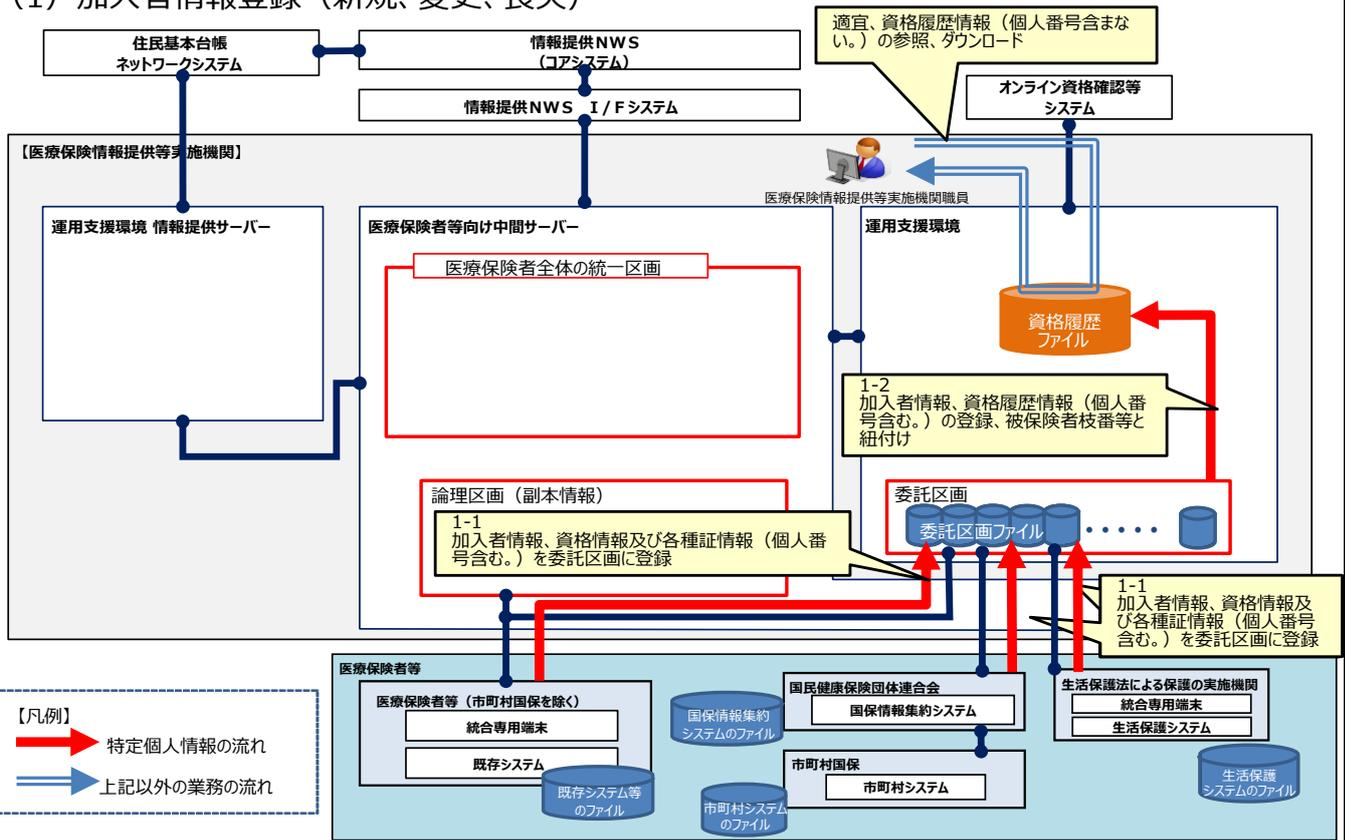 （1）加入者情報登録（新規、変更、喪失）
適宜、資格履歴情報（個人番号含まな
い。）の参照、ダウンロード
住民基本台帳
ネットワークシステム
情報提供NWS
（コアシステム）
情報提供NWS　I/Fシステム
オンライン資格確認等
システム
【医療保険情報提供等実施機関】
医療保険情報提供等実施機関職員
運用支援環境 情報提供サーバー
医療保険者等向け中間サーバー
運用支援環境
医療保険者全体の統一区画
資格履歴
ファイル
1-2
加入者情報、資格履歴情報（個人番
号含む。）の登録、被保険者枝番等と
紐付け
論理区画（副本情報）
委託区画
委託区画ファイル
・・・・・
1-1
加入者情報、資格情報及び各種証情報（個人番
号含む。）を委託区画に登録
1-1
加入者情報、資格情報及
び各種証情報（個人番号
含む。）を委託区画に登録
医療保険者等
医療保険者等（市町村国保を除く）
統合専用端末
既存システム
既存システム等
のファイル
国保情報集約
システムのファイル
国民健康保険団体連合会
国保情報集約システム
市町村国保
市町村システム
市町村システム
のファイル
生活保護法による保護の実施機関
統合専用端末
生活保護システム
生活保護
システムのファイル
【凡例】
特定個人情報の流れ
上記以外の業務の流れ